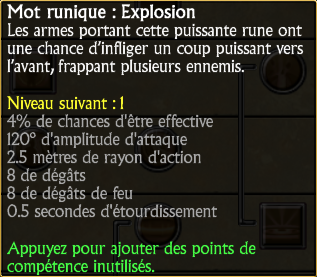 Mot runique : Explosion
Les armes portant cette puissante rune ont
une chance d'infliger un coup puissant vers
l'avant, frappant plusieurs ennemis.
Niveau suivant : 1
4% de chances d'être effective
120° d'amplitude d'attaque
2.5 mètres de rayon d'action
8 de dégâts
8 de dégâts de feu
0.5 secondes d'étourdissement
Appuyez pour ajouter des points de
compétence inutilisés.